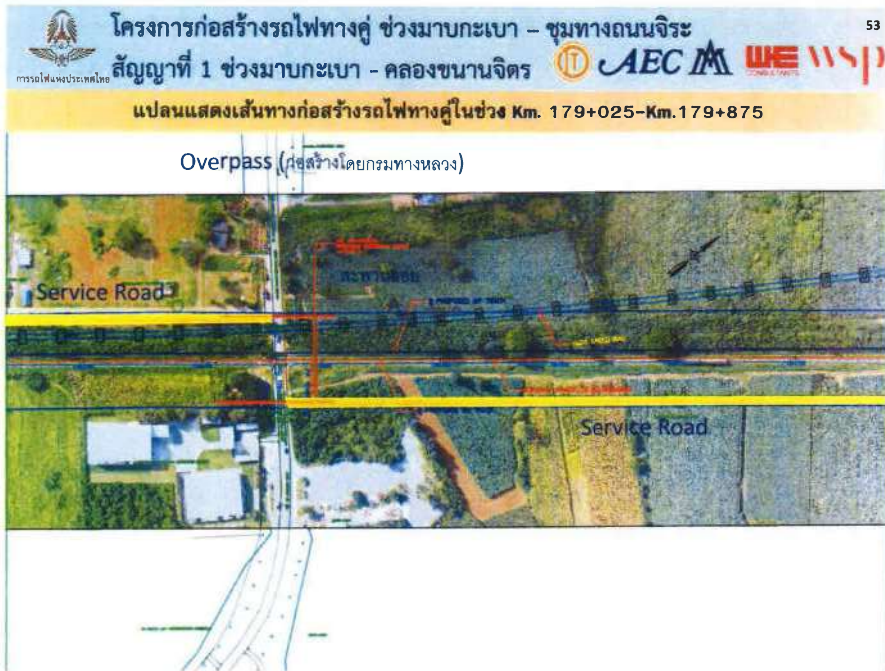 โครงการก่อสร้างรถไฟทางคู่ ช่วงมาบกะเบา – ชุมทางถนนจิระ
53
สัญญาที่ 1 ช่วงมาบกะเบา - คลองขนานจิตร
AEC
WE
CONSULTANTS
wsp
การรถไฟแห่งประเทศไทย
แปลนแสดงเส้นทางก่อสร้างรถไฟทางคู่ในช่วง Km. 179+025-Km.179+875
Overpass (ก่อสร้างโดยกรมทางหลวง)
Service Road
Service Road